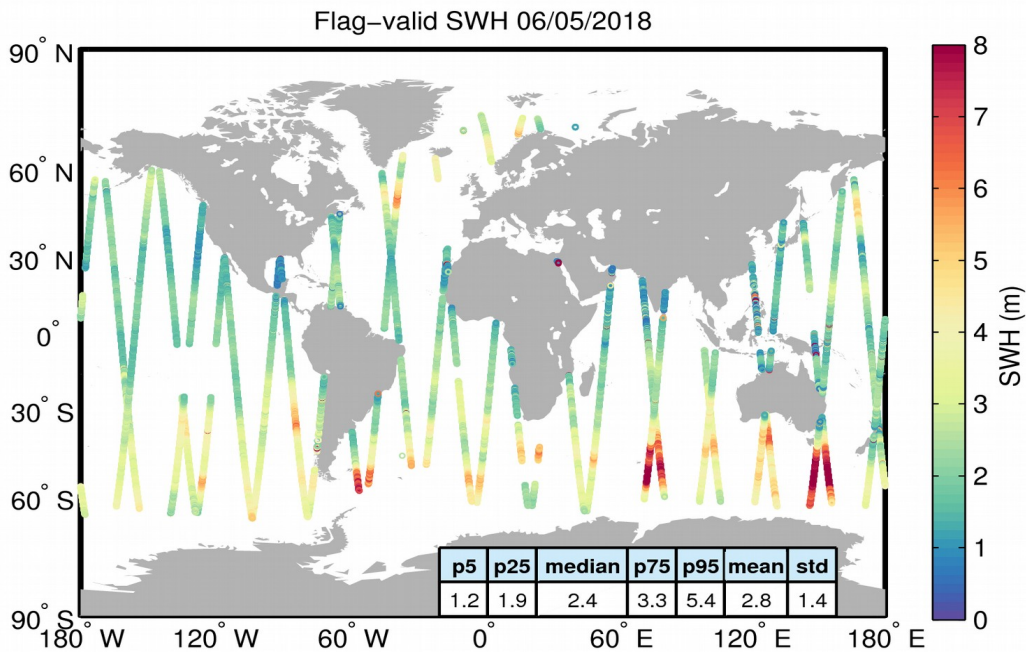 Flag−valid SWH 06/05/2018
90° N
60° N
30° N
0°
30° S
60° S
90° S
180° W
120° W
60° W
0°
60° E
120° E
180° E
p5 p25 median p75 p95 mean std
1.2 1.9 2.4 3.3 5.4 2.8 1.4
8
7
6
5
4
3
2
1
0
SWH (m)